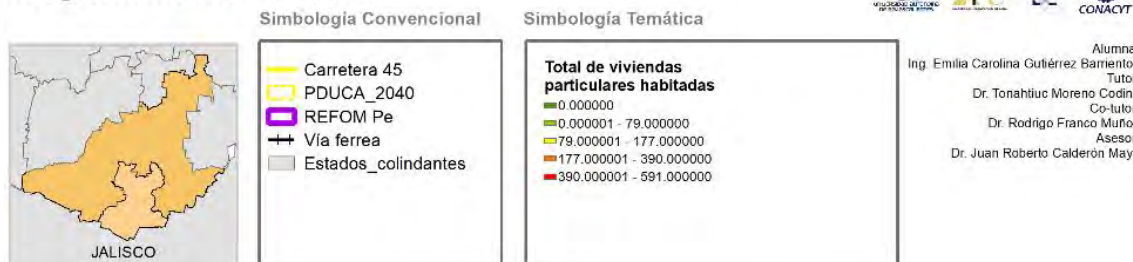 Simbología Convencional
Simbología Temática
CONACYT
JALISCO
Carretera 45
PDUCA_2040
REFOM Pe
Vía ferrea
Estados_colindantes
Total de viviendas
particulares habitadas
0.000000
0.000001 - 79.000000
79.000001 - 177.000000
177.000001 - 390.000000
390.000001 - 591.000000
Alumna
Ing. Emilia Carolina Gutiérrez Barriento
Tuto
Dr. Tonahtiuc Moreno Codin
Co-tuto
Dr. Rodrigo Franco Muño
Aseso
Dr. Juan Roberto Calderón May